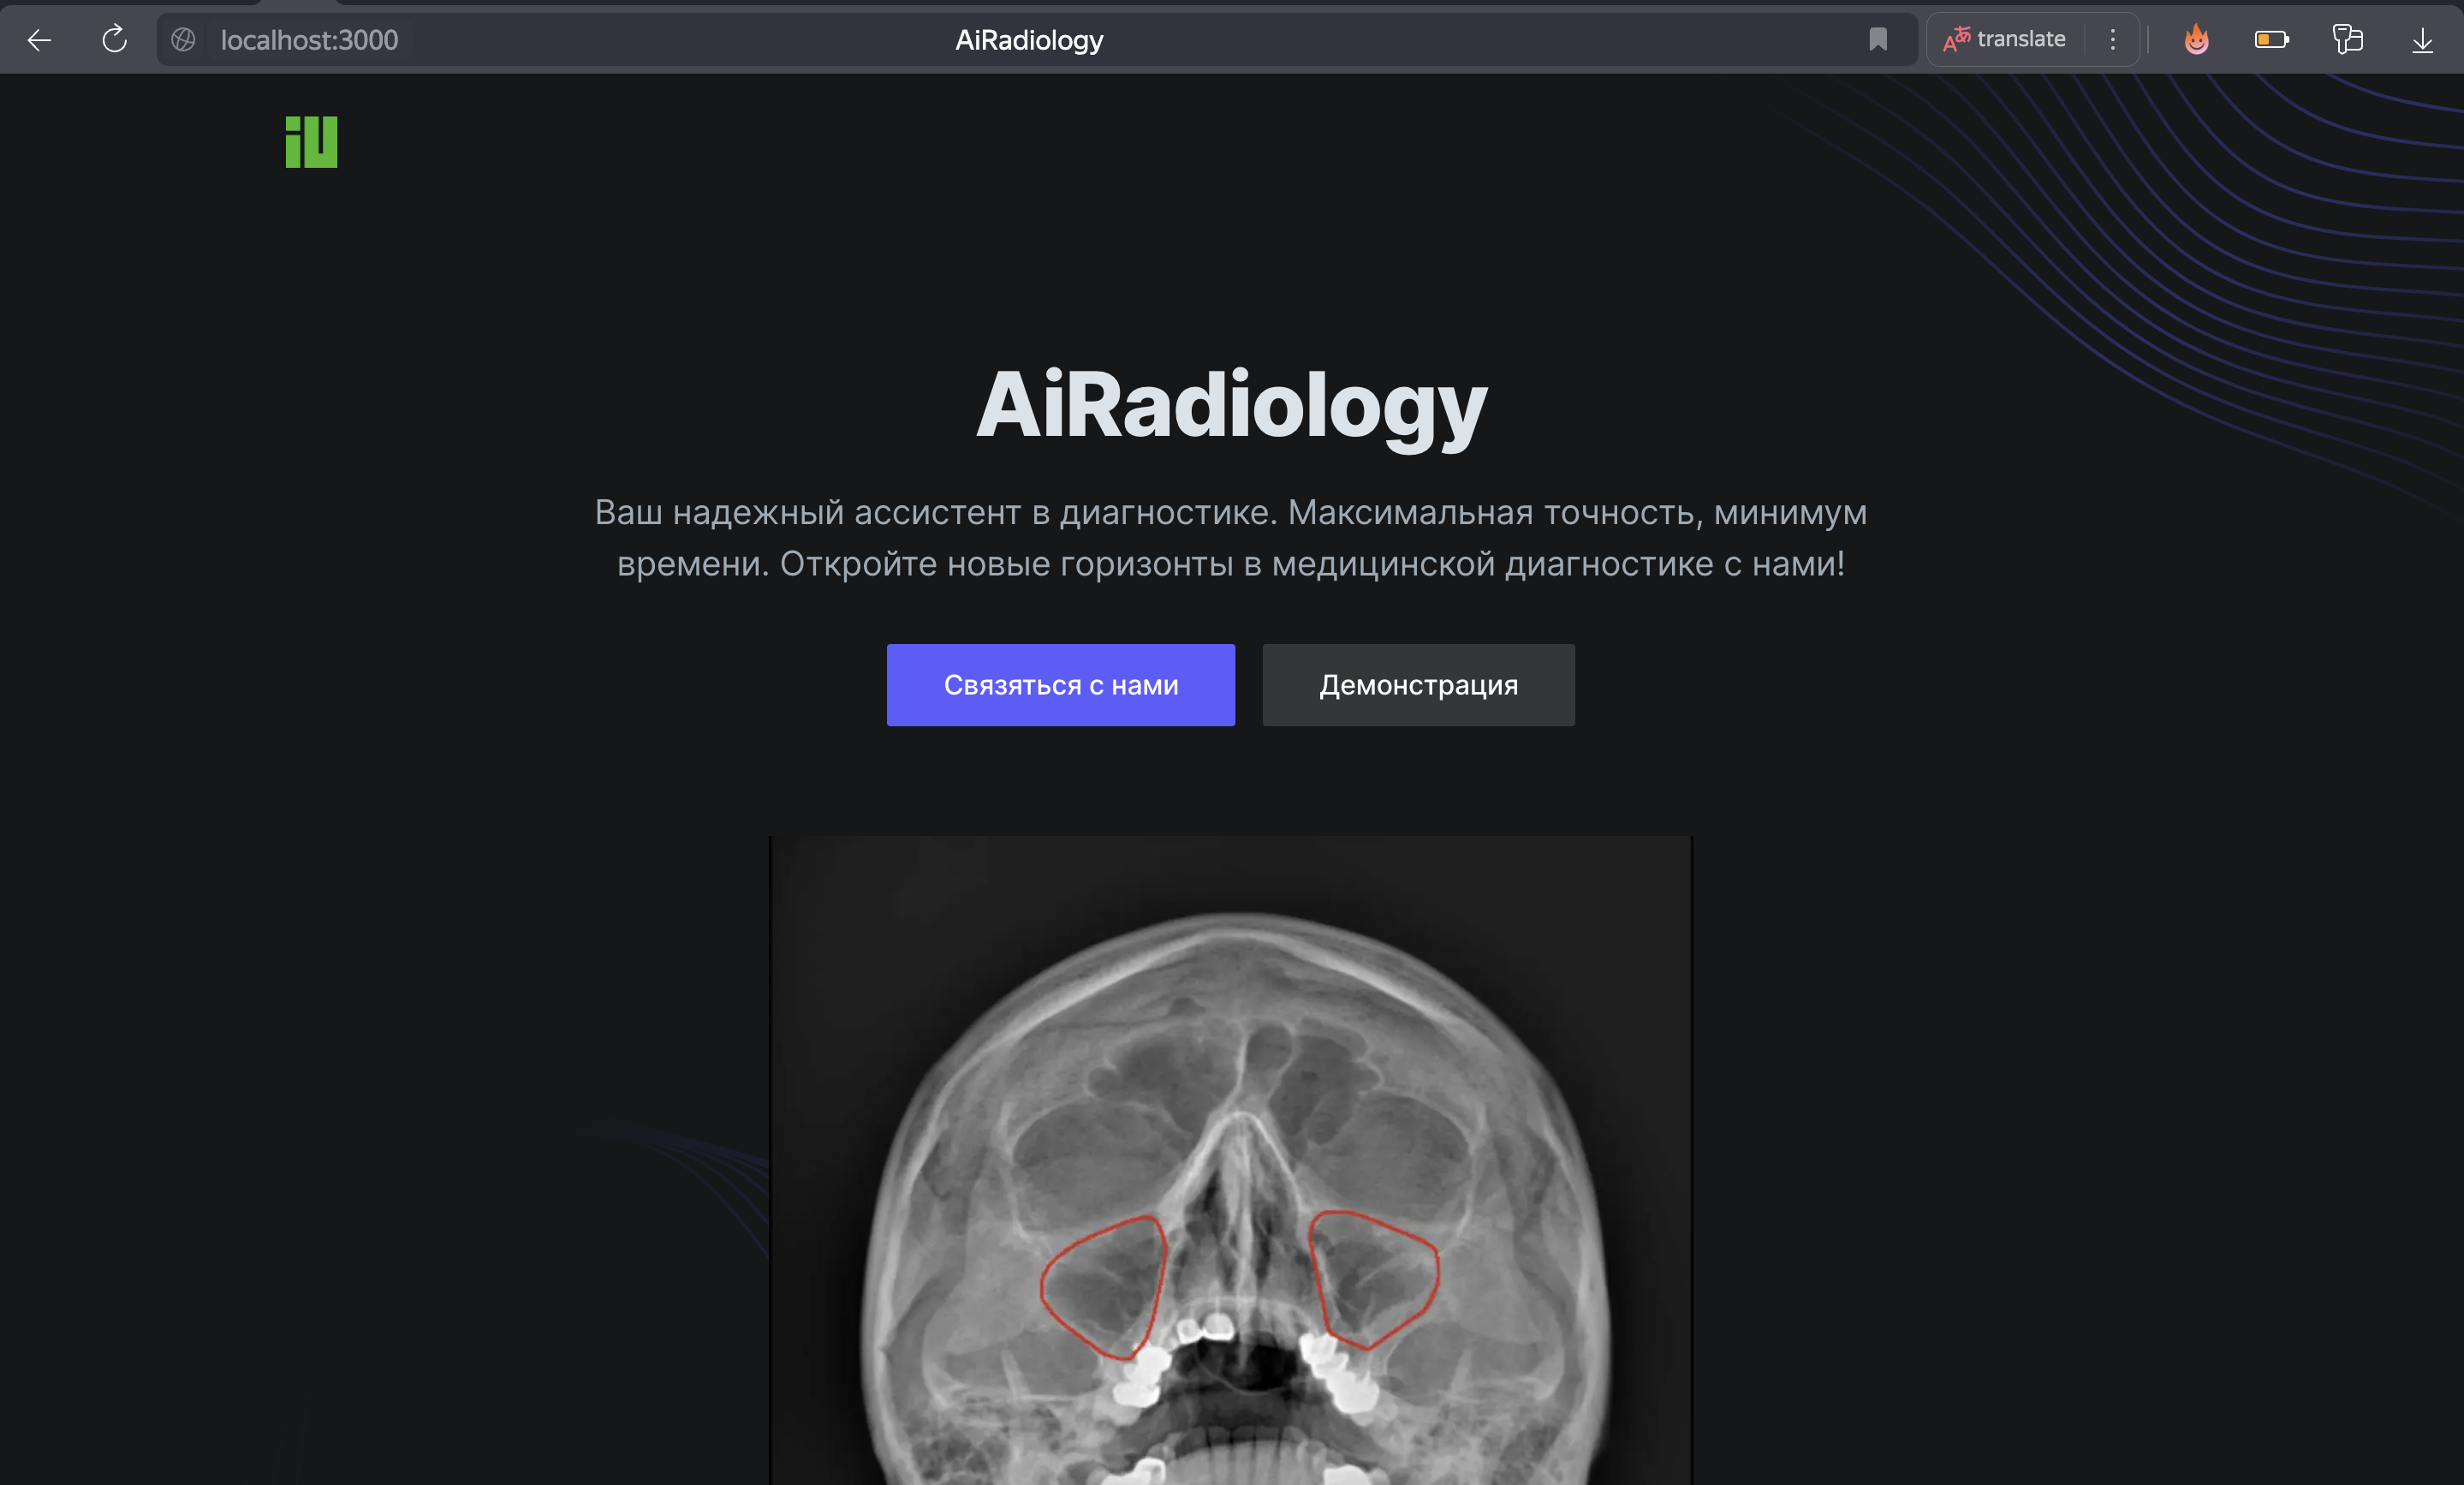 localhost:3000
AiRadiology
translate
AiRadiology
Ваш надежный ассистент в диагностике. Максимальная точность, минимум
времени. Откройте новые горизонты в медицинской диагностике с нами!
Связяться с нами
Демонстрация